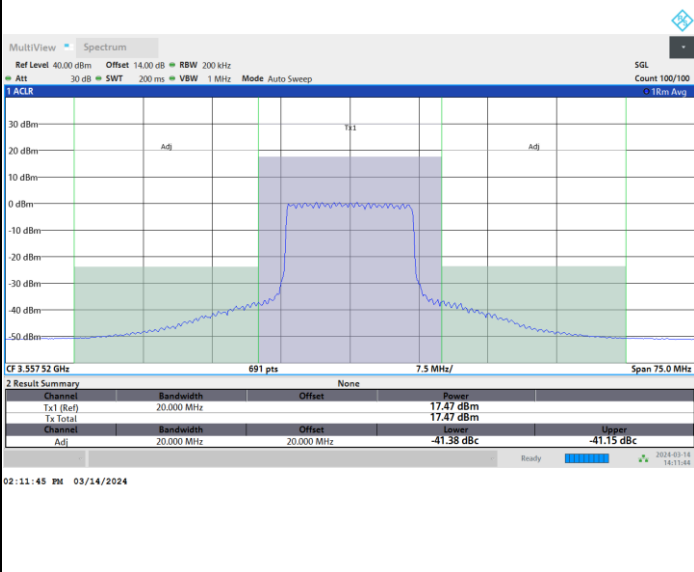 MultiView Spectrum
Ref Level 40.00 dBm Offset 14.00 dB RBW 200 kHz SGL
Att 30 dB SWT 200 ms VBW 1 MHz Mode Auto Sweep Count 100/100
1 ACLR 1Rm Avg
Tx1
30 dBm
Adj Adj
20 dBm
10 dBm
0 dBm
-10 dBm
-20 dBm
-30 dBm
-40 dBm
-50 dBm
CF 3.557 52 GHz 691 pts 7.5 MHz/ Span 75.0 MHz
2 Result Summary None
Channel Bandwidth Offset Power
Tx1 (Ref) 20.000 MHz 17.47 dBm
Tx Total 17.47 dBm
Channel Bandwidth Offset Lower Upper
Adj 20.000 MHz 20.000 MHz -41.38 dBc -41.15 dBc
Ready 2024-03-14
14:11:44
02:11:45 PM 03/14/2024